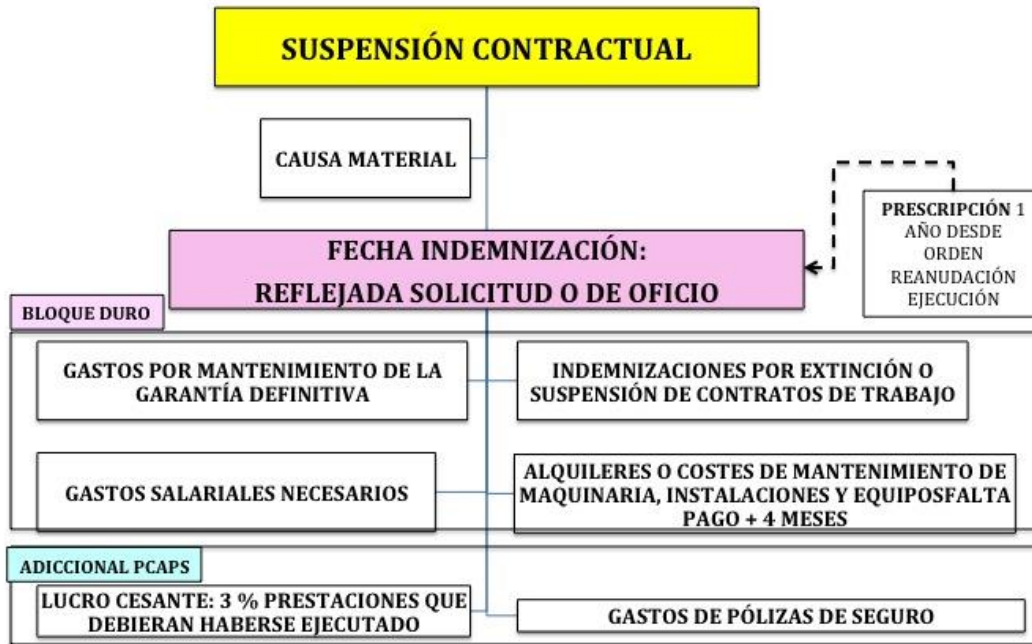 SUSPENSIÓN CONTRACTUAL
CAUSA MATERIAL
PRESCRIPCIÓN 1
AÑO DESDE
ORDEN
REANUDACIÓN
EJECUCIÓN
FECHA INDEMNIZACIÓN:
REFLEJADA SOLICITUD O DE OFICIO
BLOQUE DURO
GASTOS POR MANTENIMIENTO DE LA
GARANTÍA DEFINITIVA
INDEMNIZACIONES POR EXTINCIÓN O
SUSPENSIÓN DE CONTRATOS DE TRABAJO
GASTOS SALARIALES NECESARIOS
ALQUILERES O COSTES DE MANTENIMIENTO DE
MAQUINARIA, INSTALACIONES Y EQUIPOSFALTA
PAGO + 4 MESES
ADICCIONAL PCAPS
LUCRO CESANTE: 3 % PRESTACIONES QUE
DEBIERAN HABERSE EJECUTADO
GASTOS DE PÓLIZAS DE SEGURO